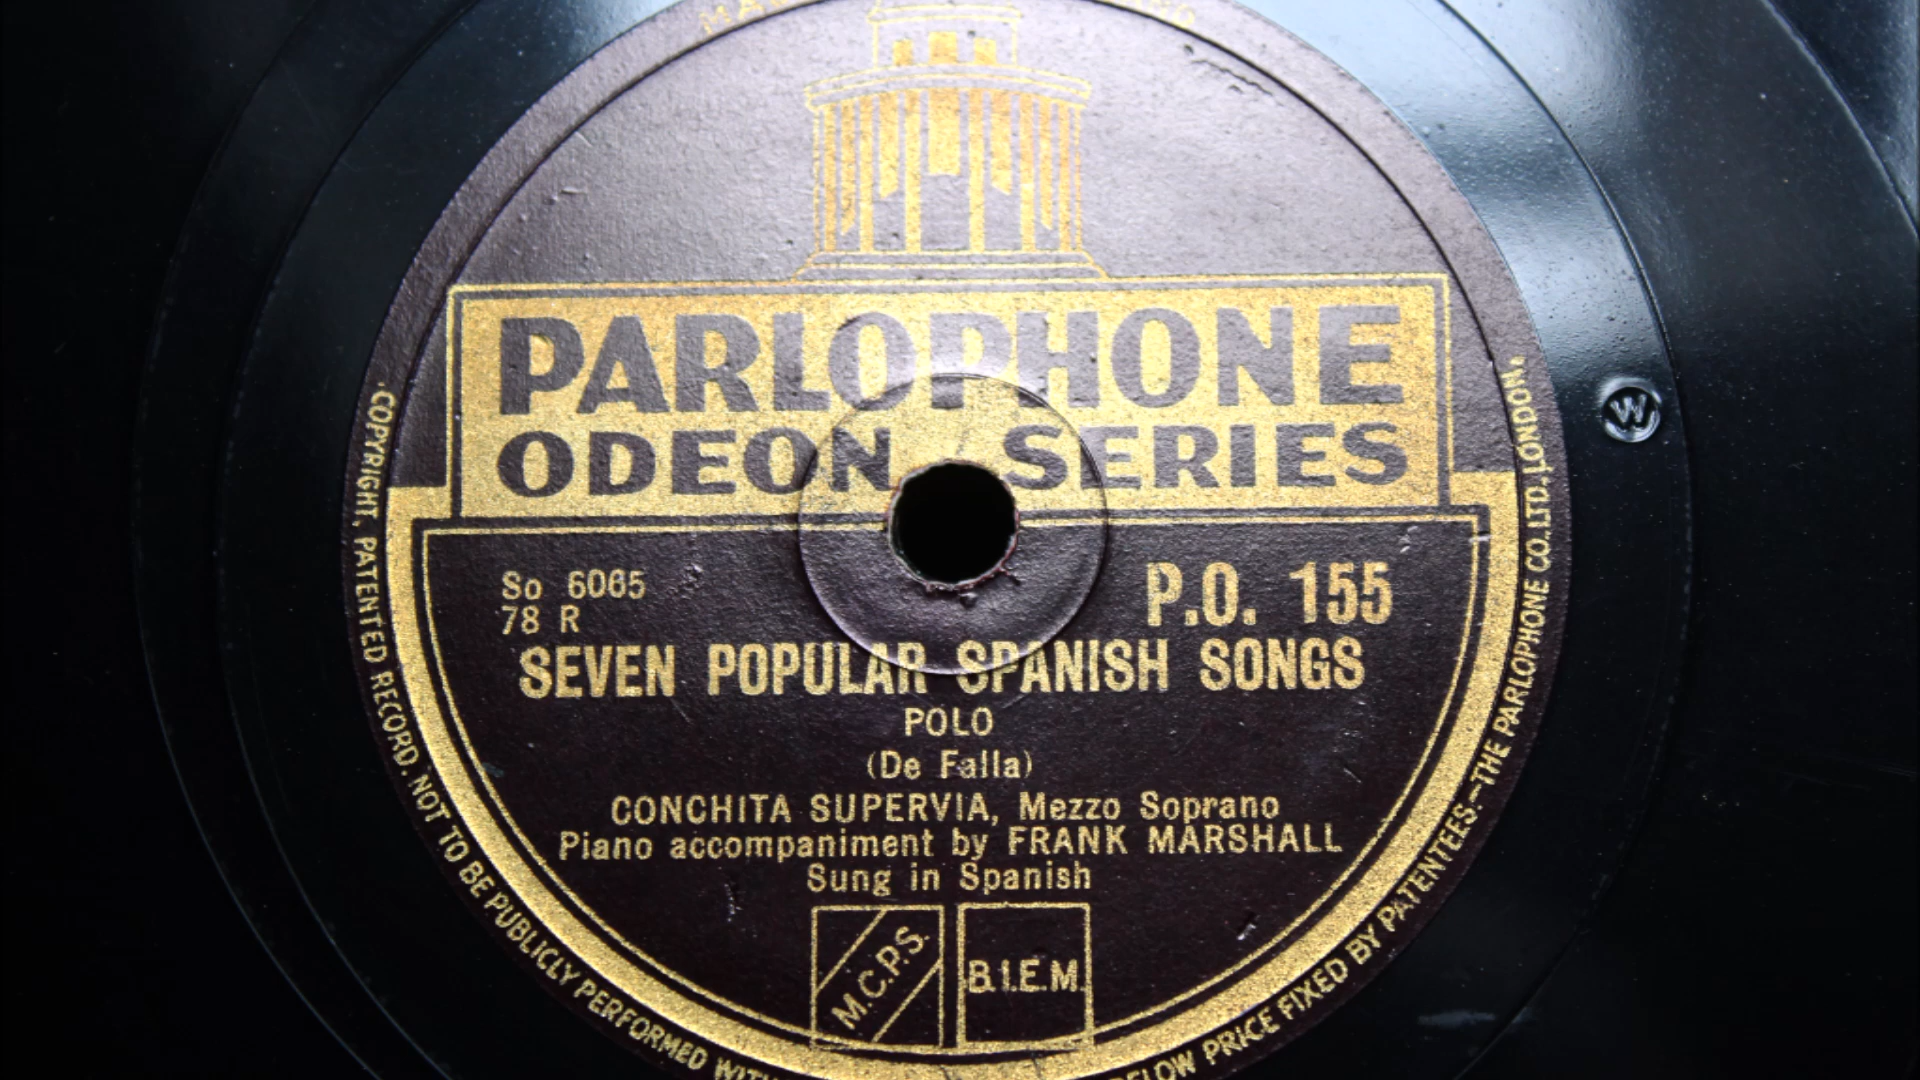 PARLOPHONE
ODEON SERIES
So 6065
78 R
P.O. 155
SEVEN POPULAR SPANISH SONGS
POLO
(De Falla)
CONCHITA SUPERVIA, Mezzo Soprano
Piano accompaniment by FRANK MARSHALL
Sung in Spanish
M.C.P.S.
B.I.E.M.
COPYRIGHT. PATENTED RECORD. NOT TO BE PUBLICLY PERFORMED
PRICE FIXED BY PATENTEES.-THE PARLOPHONE CO. LTD. LONDON.
W